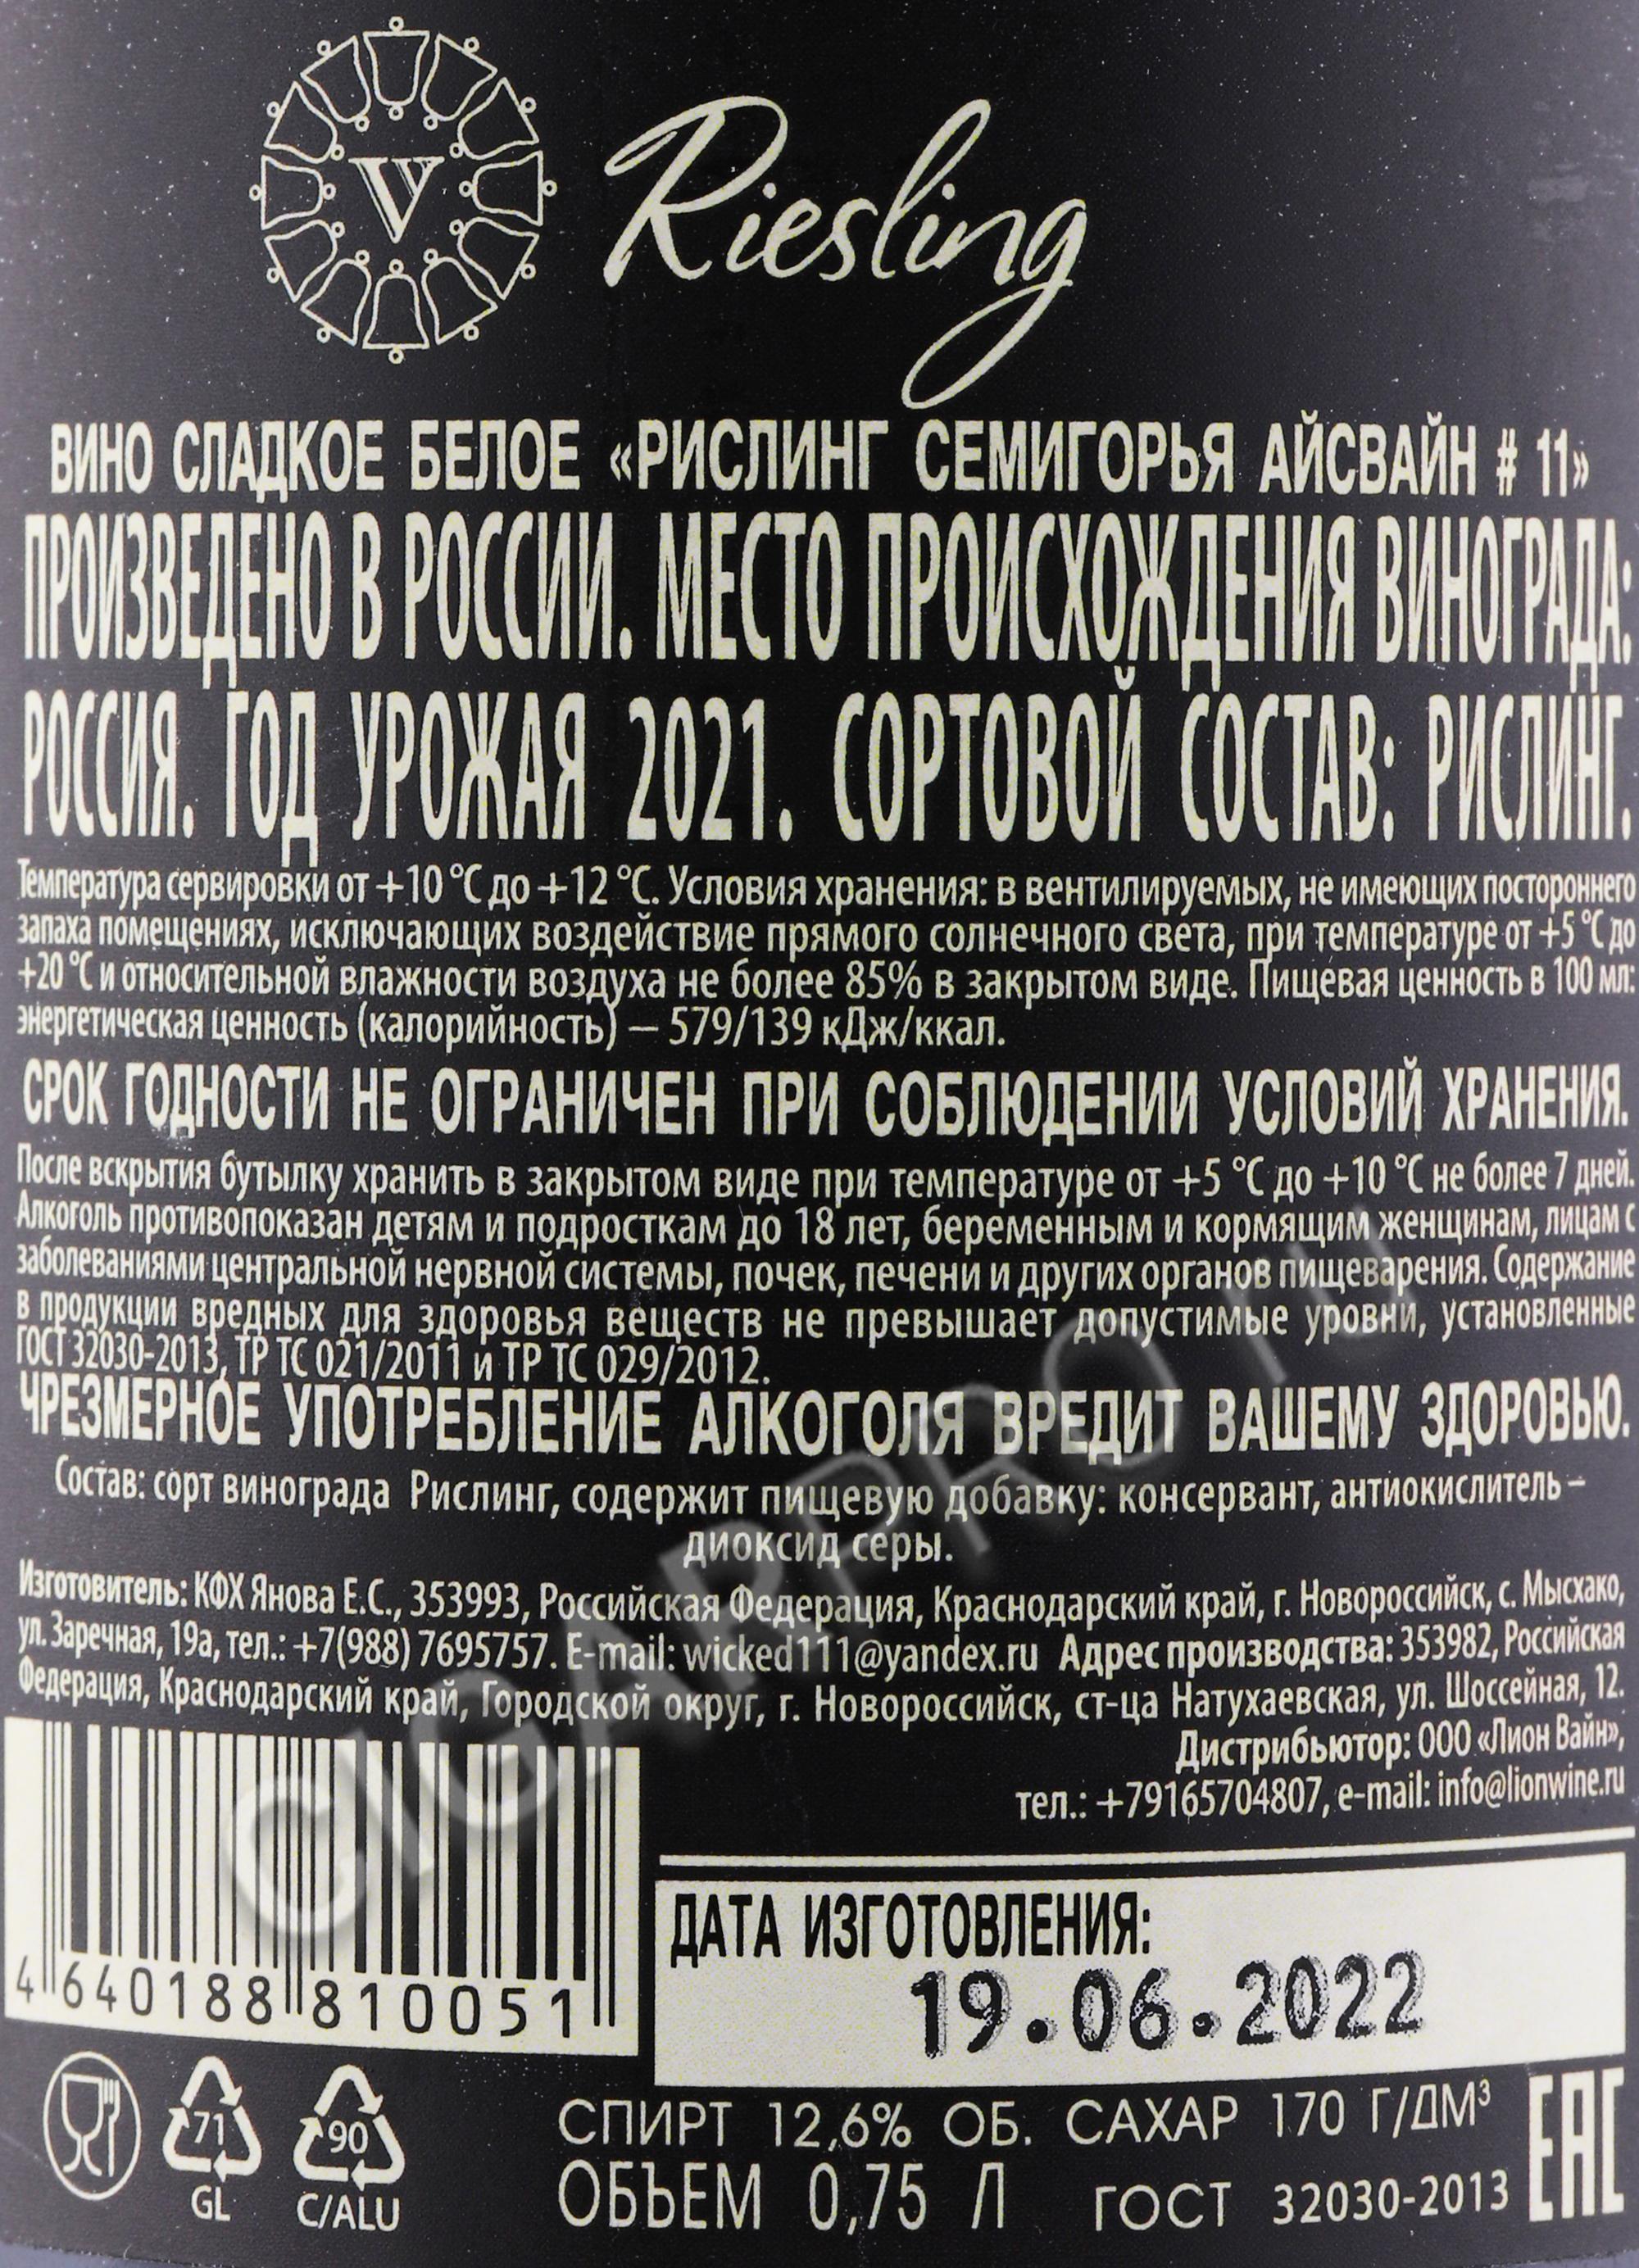 V
Riesling
ВИНО СЛАДКОЕ БЕЛОЕ «РИСЛИНГ СЕМИГОРЬЯ АЙСВАЙН # 11»
ПРОИЗВЕДЕНО В РОССИИ. МЕСТО ПРОИСХОЖДЕНИЯ ВИНОГРАДА:
РОССИЯ. ГОД УРОЖАЯ 2021. СОРТОВОЙ СОСТАВ: РИСЛИНГ.
Температура сервировки от +10 °С до +12 °С. Условия хранения: в вентилируемых, не имеющих постороннего
запаха помещениях, исключающих воздействие прямого солнечного света, при температуре от +5 °С до
+20 °С и относительной влажности воздуха не более 85% в закрытом виде. Пищевая ценность в 100 мл:
энергетическая ценность (калорийность) – 579/139 кДж/ккал.
СРОК ГОДНОСТИ НЕ ОГРАНИЧЕН ПРИ СОБЛЮДЕНИИ УСЛОВИЙ ХРАНЕНИЯ.
После вскрытия бутылку хранить в закрытом виде при температуре от +5 °С до +10 °С не более 7 дней.
Алкоголь противопоказан детям и подросткам до 18 лет, беременным и кормящим женщинам, лицам с
заболеваниями центральной нервной системы, почек, печени и других органов пищеварения. Содержание
в продукции вредных для здоровья веществ не превышает допустимые уровни, установленные
ГОСТ 32030-2013, ТР ТС 021/2011 и ТР ТС 029/2012.
ЧРЕЗМЕРНОЕ УПОТРЕБЛЕНИЕ АЛКОГОЛЯ ВРЕДИТ ВАШЕМУ ЗДОРОВЬЮ.
Состав: сорт винограда Рислинг, содержит пищевую добавку: консервант, антиокислитель –
диоксид серы.
Изготовитель: КФХ Янова Е.С., 353993, Российская Федерация, Краснодарский край, г. Новороссийск, с. Мысхако,
ул. Заречная, 19а, тел.: +7(988) 7695757. E-mail: wicked111@yandex.ru Адрес производства: 353982, Российская
Федерация, Краснодарский край, Городской округ, г. Новороссийск, ст-ца Натухаевская, ул. Шоссейная, 12.
Дистрибьютор: ООО «Лион Вайн»,
тел.: +79165704807, e-mail: info@lionwine.ru
CIGARPRO.ru
4 640188 810051
ДАТА ИЗГОТОВЛЕНИЯ:
19.06.2022
71
GL
90
C/ALU
СПИРТ 12,6% ОБ. САХАР 170 Г/ДМ³
ОБЪЕМ 0,75 Л ГОСТ 32030-2013
EAC